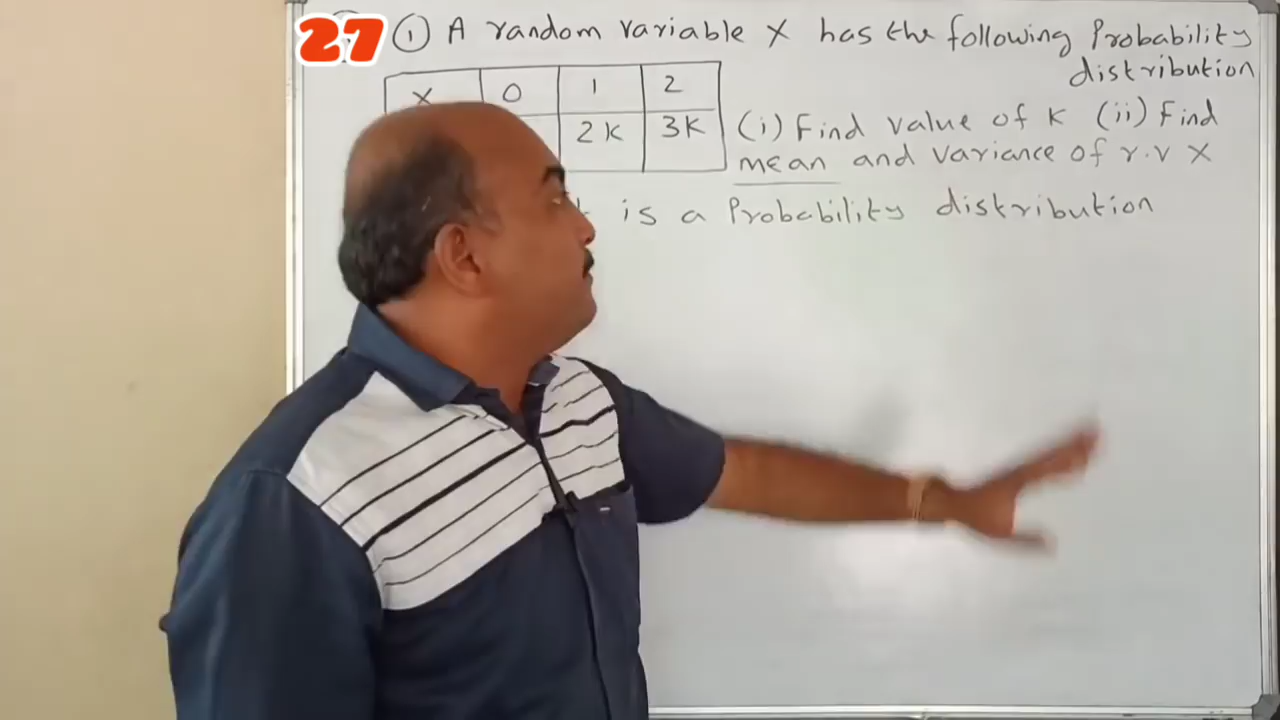 27 ① A random variable X has the following Probability
distribution
X 0 1 2
2K 3K (i) Find value of K (ii) Find
mean and variance of r.v X
is a Probability distribution